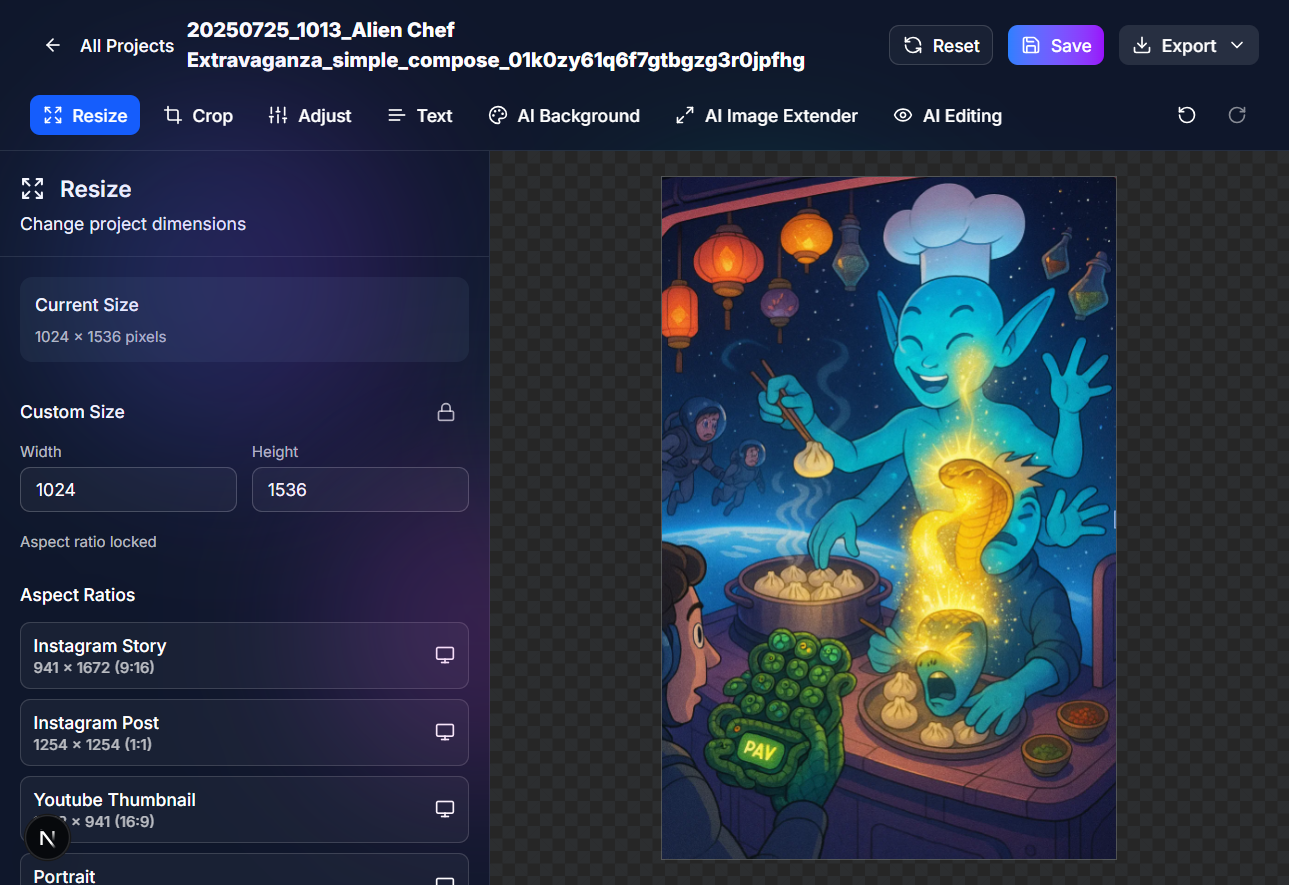 All Projects
20250725_1013_Alien Chef
Extravaganza_simple_compose_01k0zy61q6f7gtbgzg3r0jpfhg
Reset
Save
Export
Resize
Crop
Adjust
Text
AI Background
AI Image Extender
AI Editing
Resize
Change project dimensions
Current Size
1024 × 1536 pixels
Custom Size
Width
Height
1024
1536
Aspect ratio locked
Aspect Ratios
Instagram Story
941 × 1672 (9:16)
Instagram Post
1254 × 1254 (1:1)
Youtube Thumbnail
× 941 (16:9)
N
Portrait
PAY